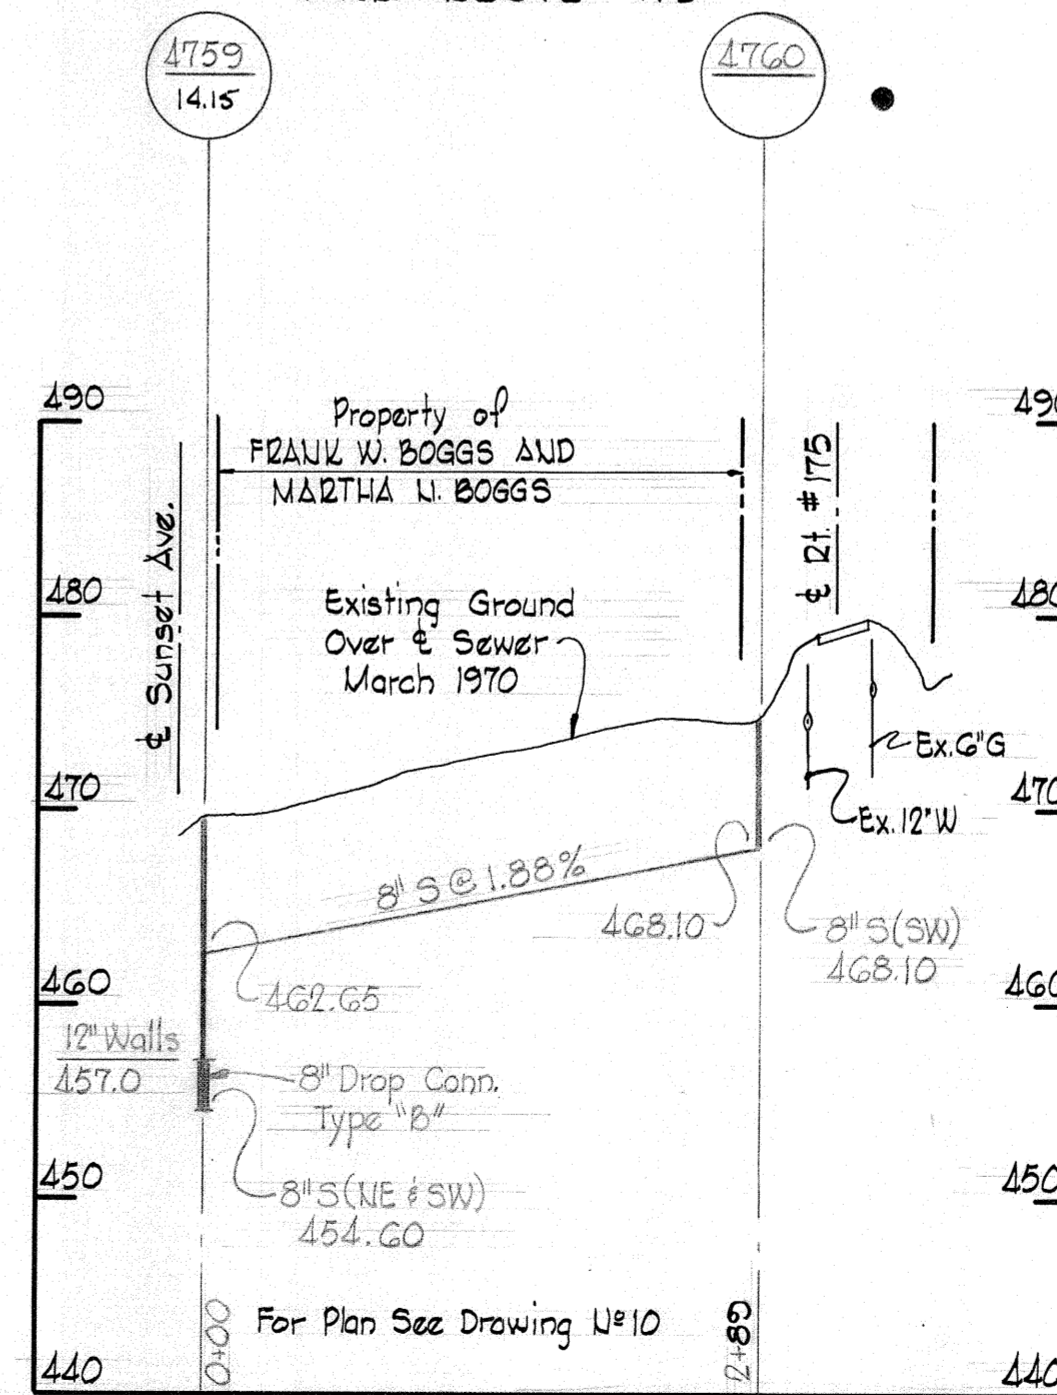 4759
14.15
4760
490
490
Property of
FRANK W. BOGGS AND
MARTHA N. BOGGS
℄ Sunset Ave.
℄ Rt. #175
480
480
Existing Ground
Over ℄ Sewer
March 1970
Ex. 6" G
470
470
Ex. 12" W
8" S @ 1.88%
468.10
8" S (SW)
468.10
460
460
462.65
12" Walls
457.0
8" Drop Conn.
Type "B"
450
450
8" S (NE & SW)
454.60
0+00
For Plan See Drawing Nº 10
2+89
440
440